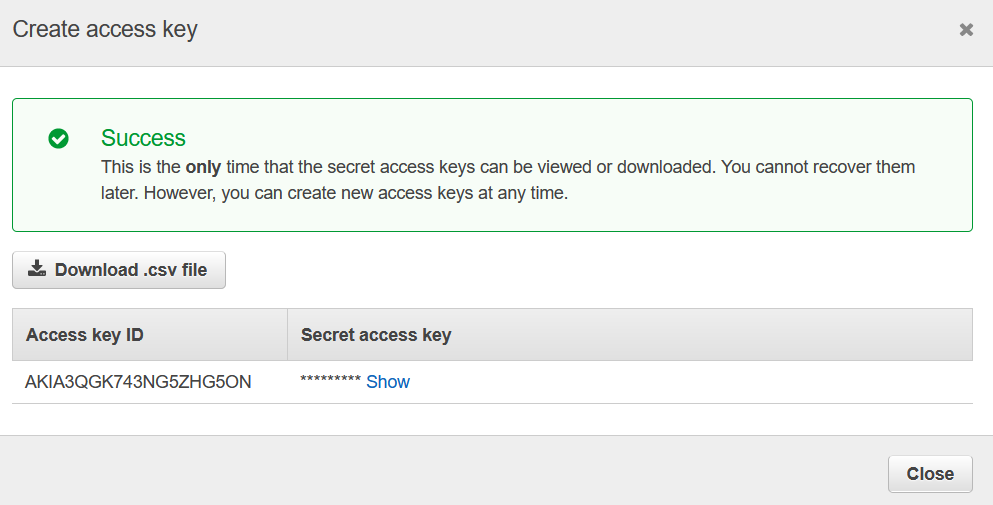 Create access key
Success
This is the only time that the secret access keys can be viewed or downloaded. You cannot recover them
later. However, you can create new access keys at any time.
Download .csv file
Access key ID Secret access key
AKIA3QGK743NG5ZHG5ON ********* Show
Close